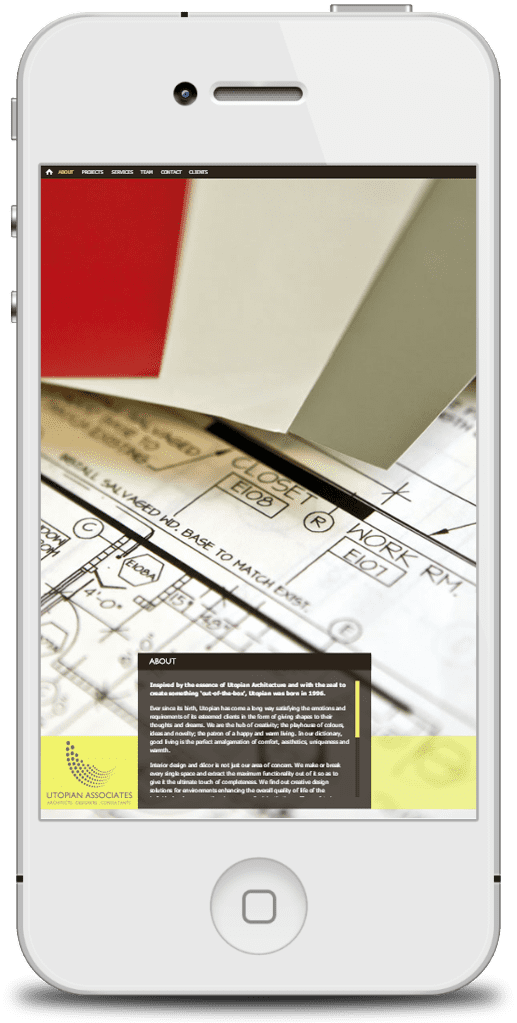 ABOUT PROJECTS SERVICES TEAM CONTACT CLIENTS
CLOSET
E108
R
WORK RM.
E107
INSTALL SALVAGED WD. BASE TO MATCH EXIST.
C
E108A
4'-0"
15"
E
ABOUT
Inspired by the essence of Utopian Architecture and with the zeal to
create something 'out-of-the-box', Utopian was born in 1996.
Ever since its birth, Utopian has come a long way satisfying the emotions and
requirements of its esteemed clients in the form of giving shapes to their
thoughts and dreams. We are the hub of creativity; the playhouse of colours,
ideas and novelty; the patron of a happy and warm living. In our dictionary,
good living is the perfect amalgamation of comfort, aesthetics, uniqueness and
warmth.
Interior design and décor is not just our area of concern. We make or break
every single space and extract the maximum functionality out of it so as to
give it the ultimate touch of completeness. We find out creative design
solutions for environments enhancing the overall quality of life of the
UTOPIAN ASSOCIATES
ARCHITECTS DESIGNERS CONSULTANTS